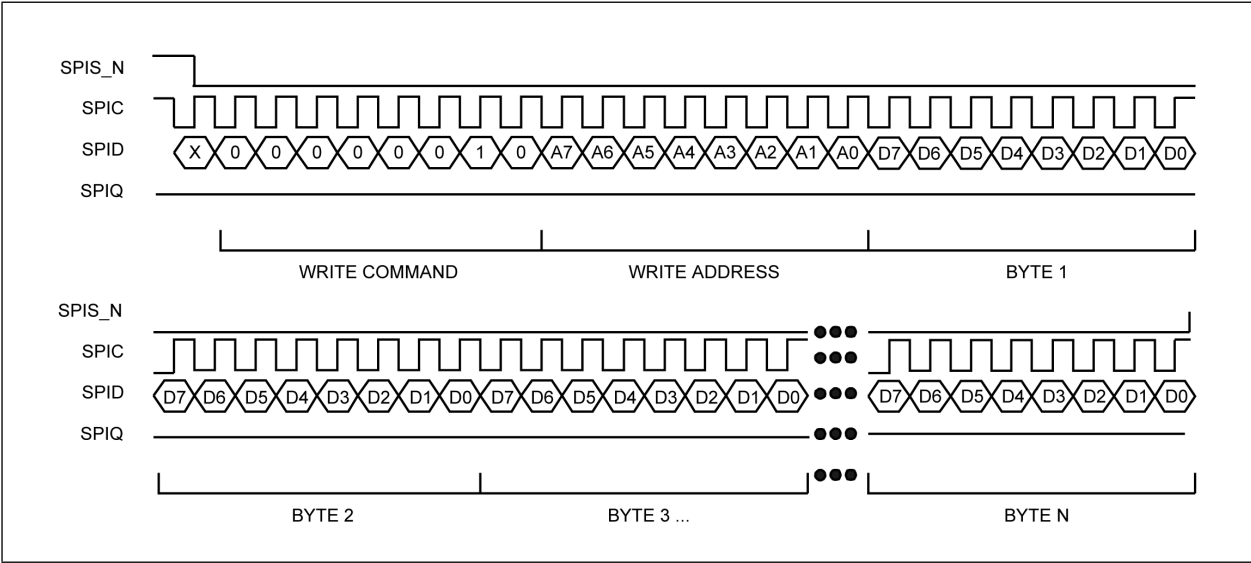 SPIS_N
SPIC
SPID X 0 0 0 0 0 0 1 0 A7 A6 A5 A4 A3 A2 A1 A0 D7 D6 D5 D4 D3 D2 D1 D0
SPIQ
WRITE COMMAND WRITE ADDRESS BYTE 1
SPIS_N
SPIC
SPID D7 D6 D5 D4 D3 D2 D1 D0 D7 D6 D5 D4 D3 D2 D1 D0 D7 D6 D5 D4 D3 D2 D1 D0
SPIQ
BYTE 2 BYTE 3 ... BYTE N